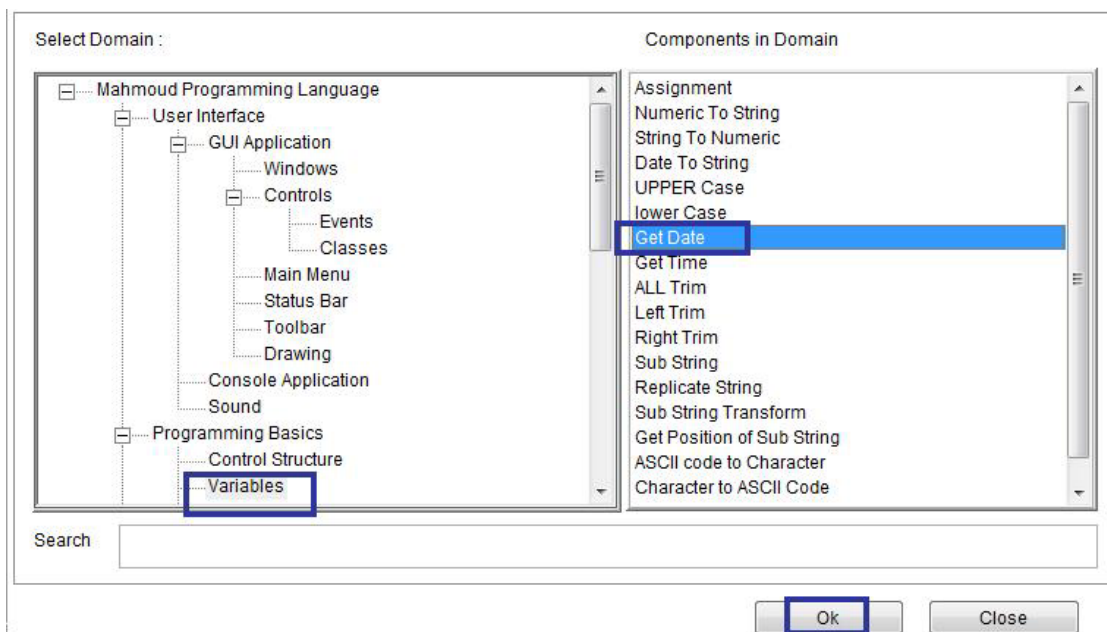 Select Domain :
Mahmoud Programming Language
User Interface
GUI Application
Windows
Controls
Events
Classes
Main Menu
Status Bar
Toolbar
Drawing
Console Application
Sound
Programming Basics
Control Structure
Variables
Components in Domain
Assignment
Numeric To String
String To Numeric
Date To String
UPPER Case
lower Case
Get Date
Get Time
ALL Trim
Left Trim
Right Trim
Sub String
Replicate String
Sub String Transform
Get Position of Sub String
ASCII code to Character
Character to ASCII Code
Search
Ok
Close